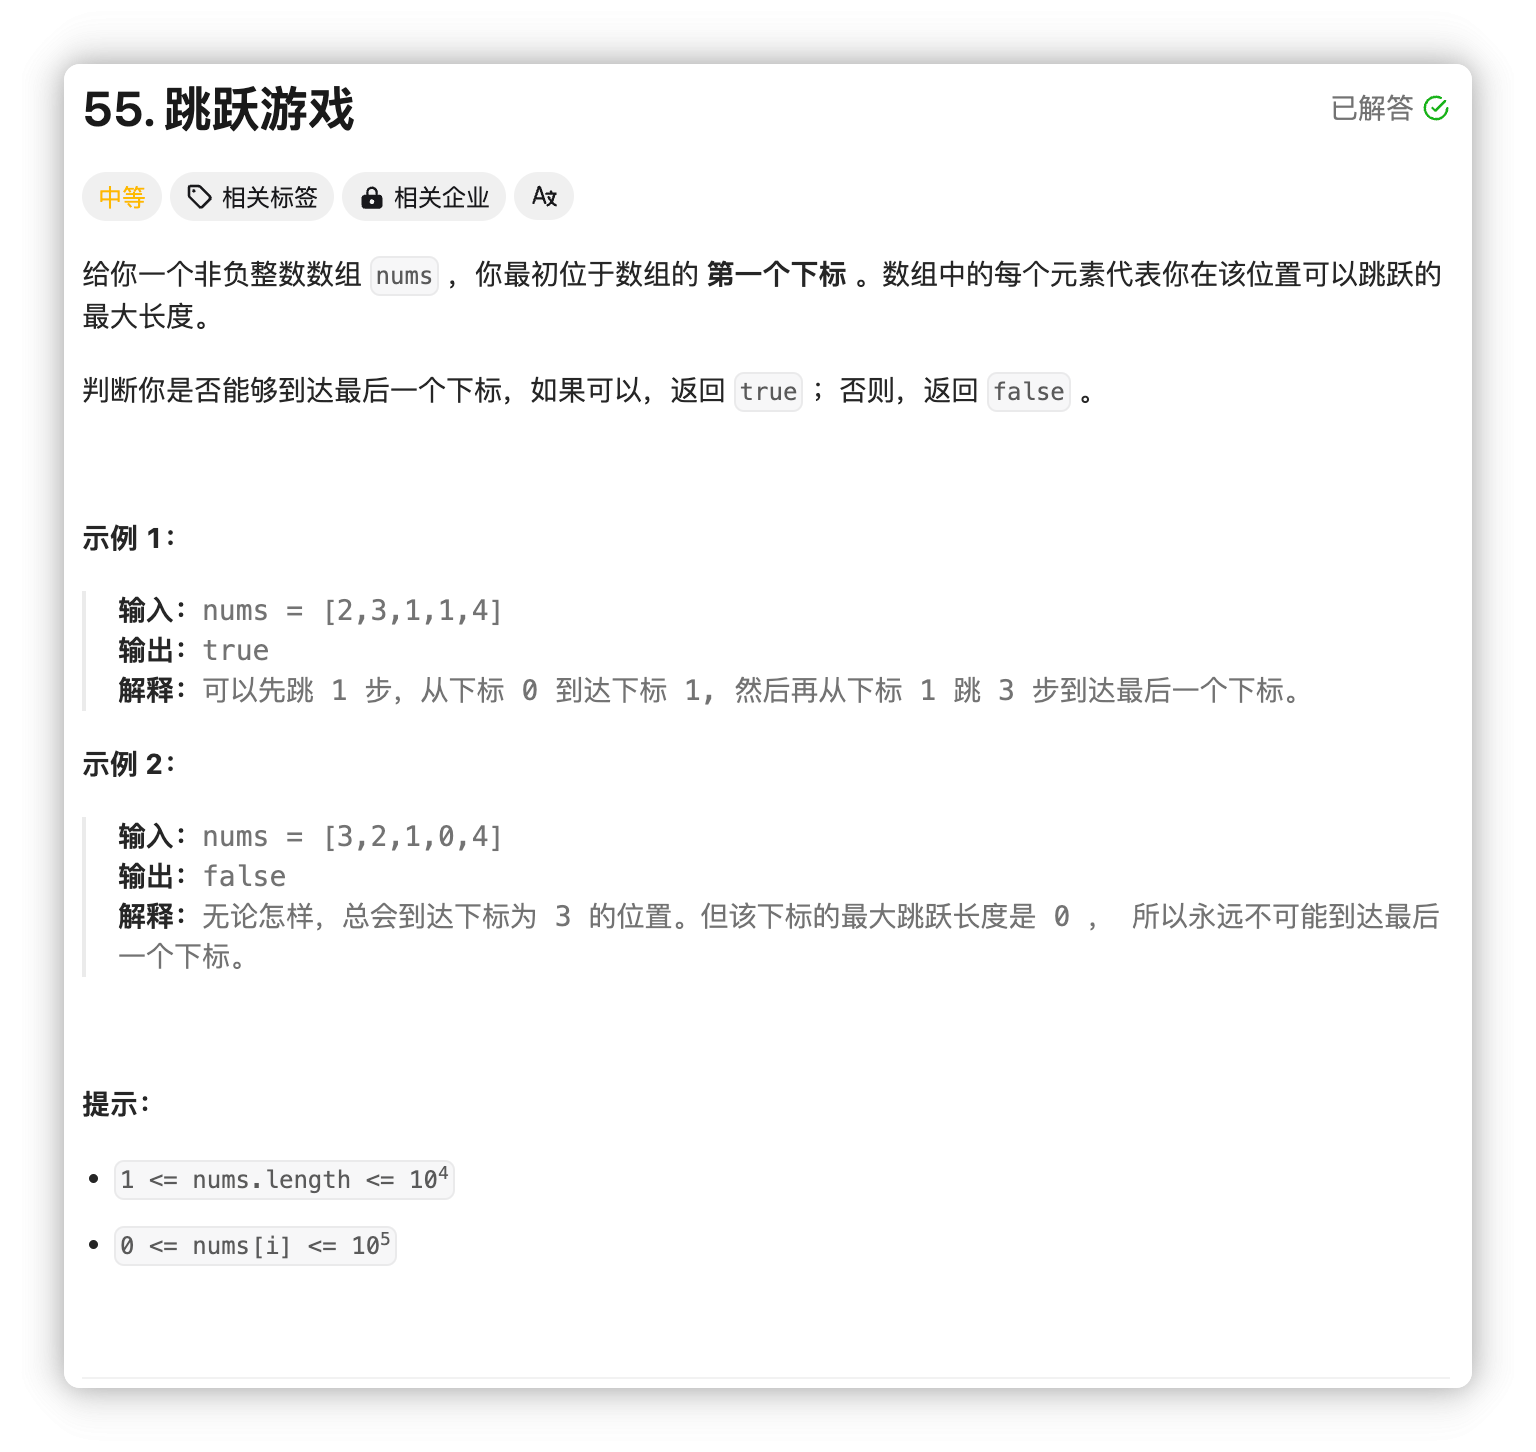 55. 跳跃游戏
已解答
中等
相关标签
相关企业
给你一个非负整数数组 nums ，你最初位于数组的 第一个下标 。数组中的每个元素代表你在该位置可以跳跃的
最大长度。
判断你是否能够到达最后一个下标，如果可以，返回 true ；否则，返回 false 。
示例 1：
输入：nums = [2,3,1,1,4]
输出：true
解释：可以先跳 1 步，从下标 0 到达下标 1, 然后再从下标 1 跳 3 步到达最后一个下标。
示例 2：
输入：nums = [3,2,1,0,4]
输出：false
解释：无论怎样，总会到达下标为 3 的位置。但该下标的最大跳跃长度是 0 ， 所以永远不可能到达最后
一个下标。
提示：
1 <= nums.length <= 10⁴
0 <= nums[i] <= 10⁵